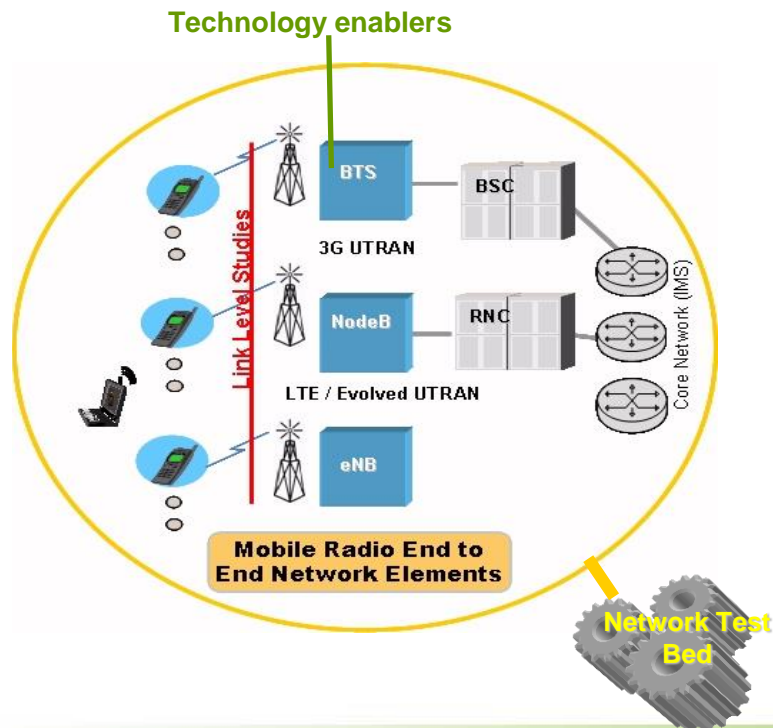 Technology enablers
BTS
BSC
3G UTRAN
Link Level Studies
NodeB
RNC
Core Network (IMS)
LTE / Evolved UTRAN
eNB
Mobile Radio End to
End Network Elements
Network Test
Bed